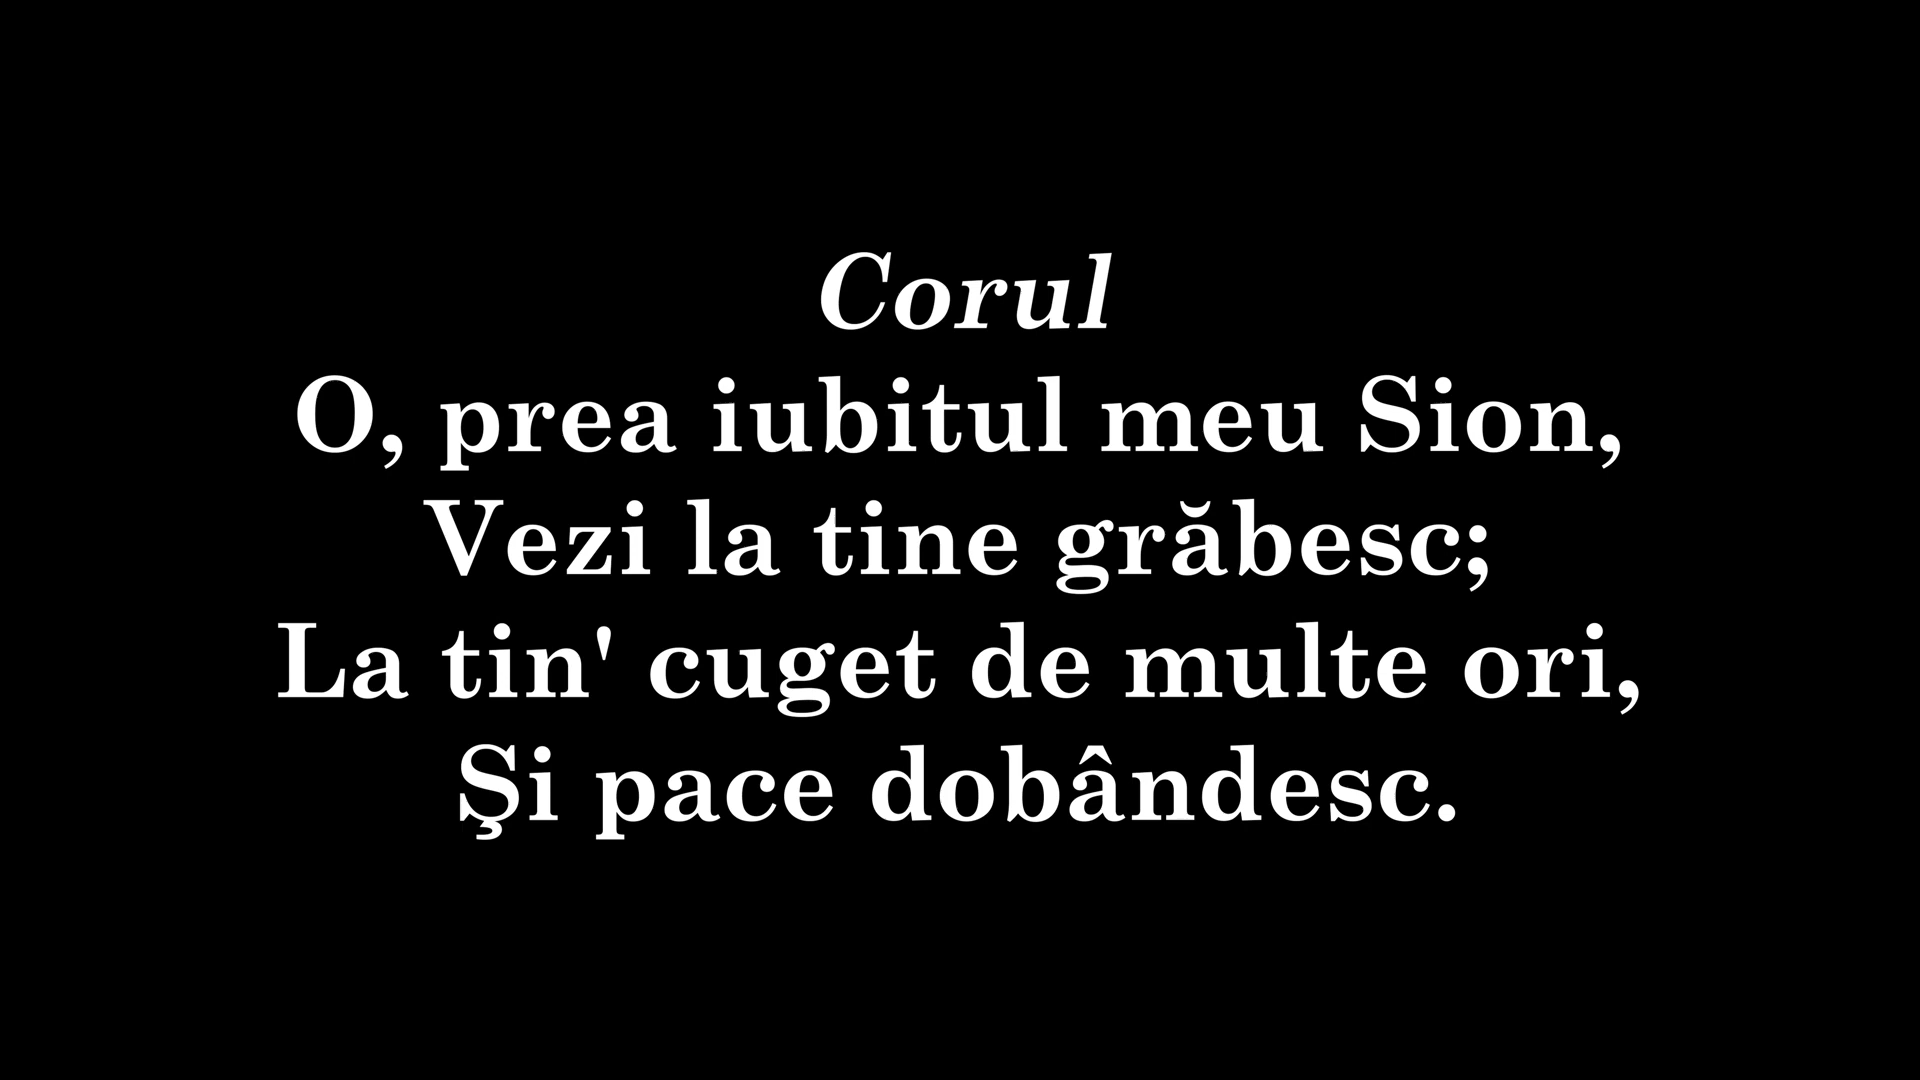 Corul
O, prea iubitul meu Sion,
Vezi la tine grăbesc;
La tin' cuget de multe ori,
Şi pace dobândesc.